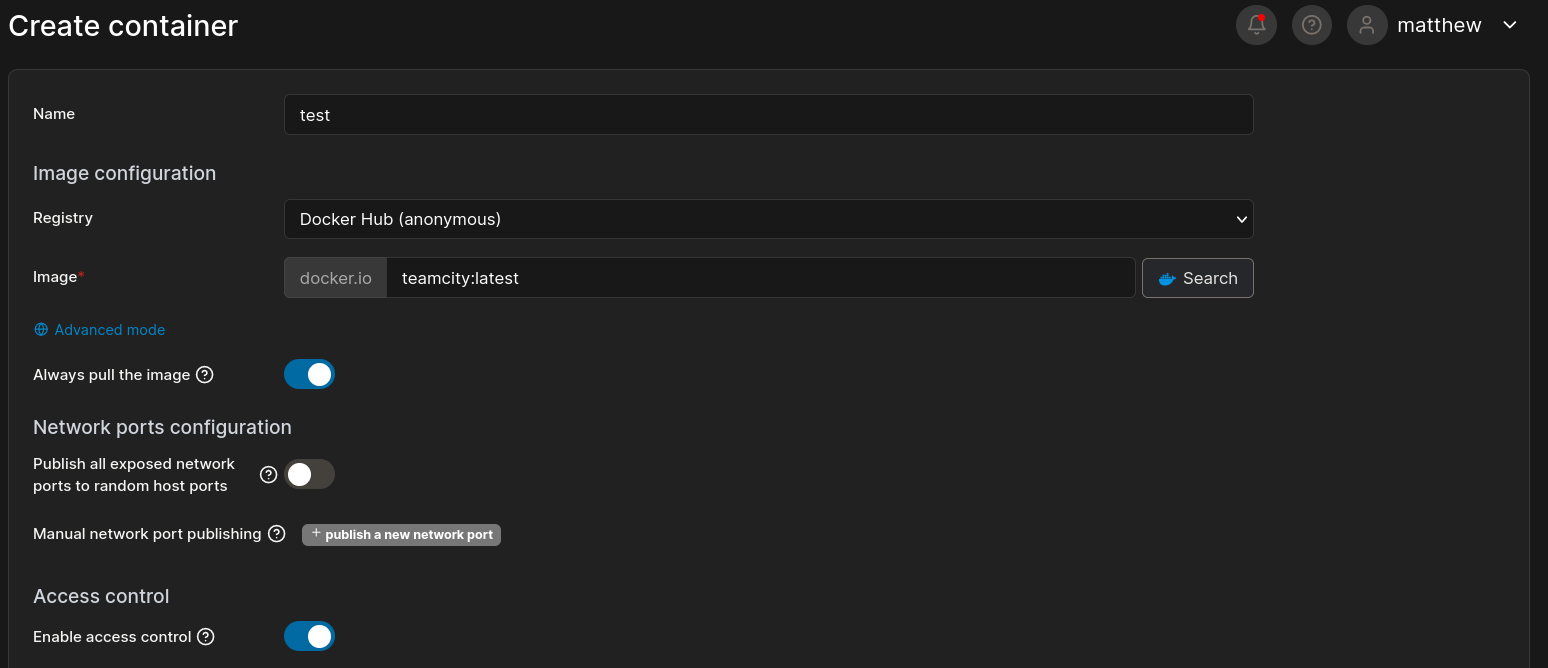 Create container
matthew
Name
test
Image configuration
Registry
Docker Hub (anonymous)
Image*
docker.io
teamcity:latest
Search
Advanced mode
Always pull the image
Network ports configuration
Publish all exposed network
ports to random host ports
Manual network port publishing
+ publish a new network port
Access control
Enable access control